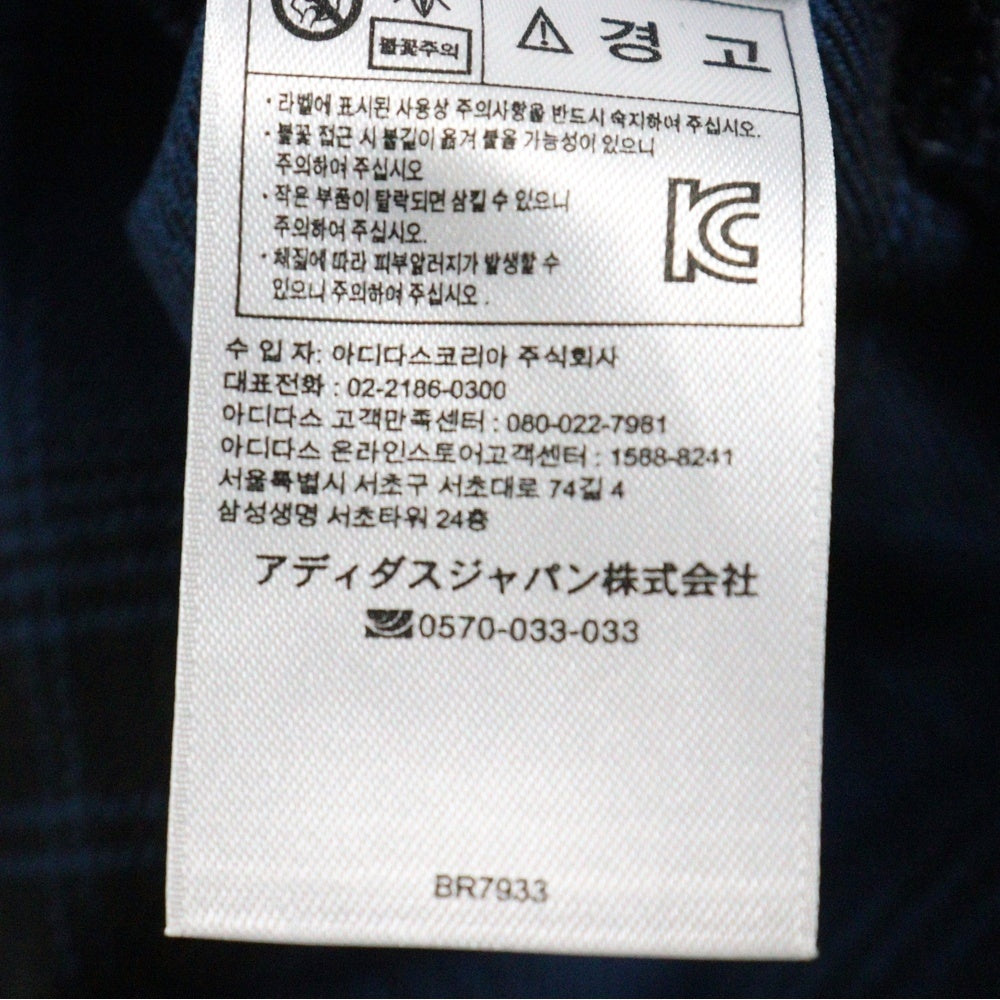 불꽃주의
경고
· 라벨에 표시된 사용상 주의사항을 반드시 숙지하여 주십시오.
· 불꽃 접근 시 불길이 옮겨 붙을 가능성이 있으니
주의하여 주십시오
· 작은 부품이 탈락되면 삼킬 수 있으니
주의하여 주십시오.
· 체질에 따라 피부알러지가 발생할 수
있으니 주의하여 주십시오 .
KC
수 입 자: 아디다스코리아 주식회사
대표전화 : 02-2186-0300
아디다스 고객만족센터 : 080-022-7981
아디다스 온라인스토어고객센터 : 1588-8241
서울특별시 서초구 서초대로 74길 4
삼성생명 서초타워 24층
アディダスジャパン株式会社
0570-033-033
BR7933